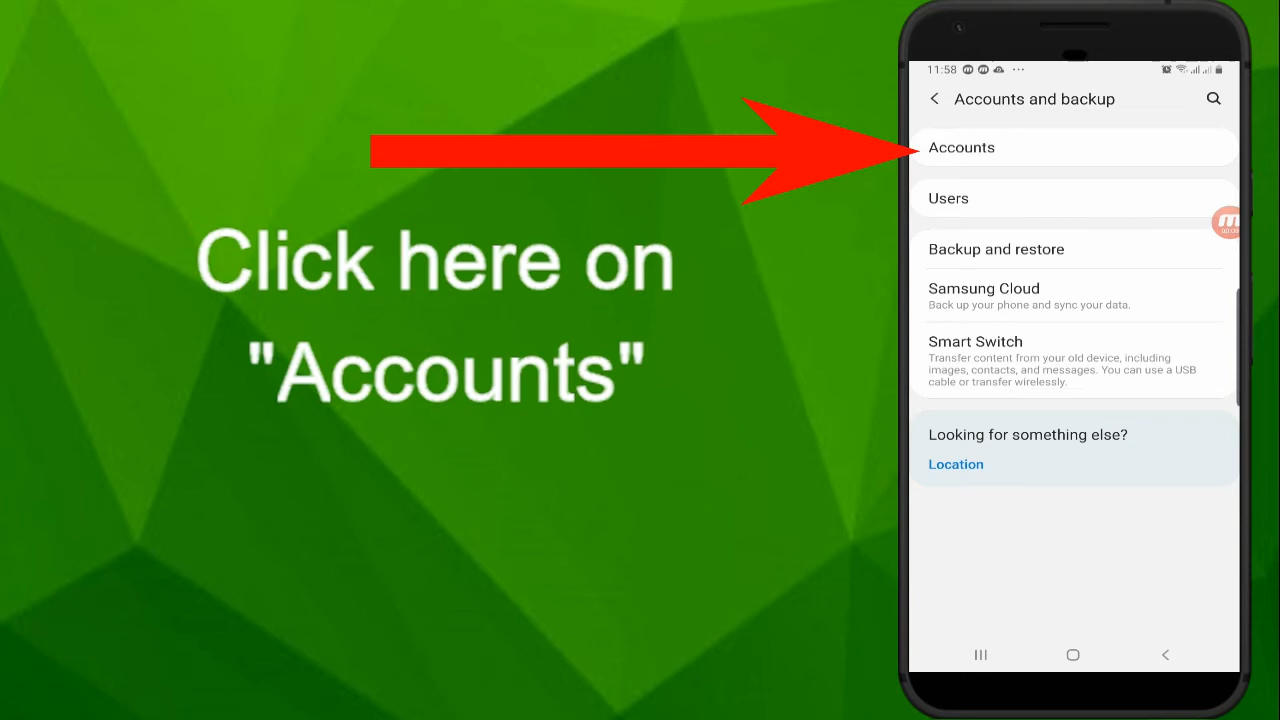 Click here on
"Accounts"
11:58
Accounts and backup
Accounts
Users
Backup and restore
Samsung Cloud
Back up your phone and sync your data.
Smart Switch
Transfer content from your old device, including
images, contacts, and messages. You can use a USB
cable or transfer wirelessly.
Looking for something else?
Location